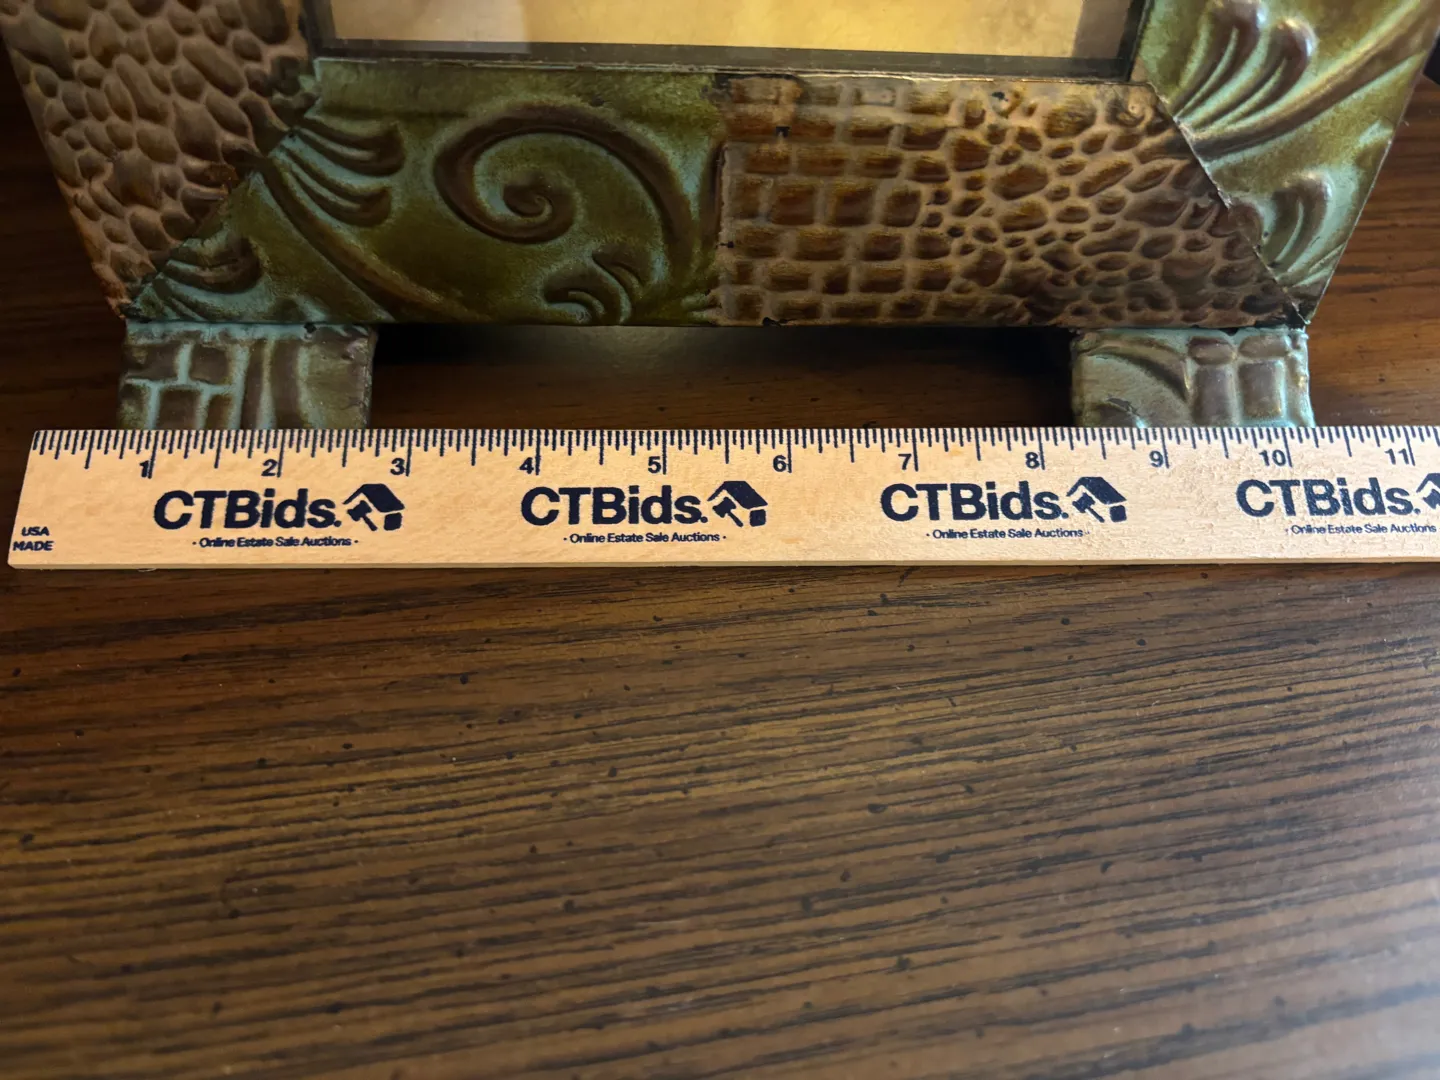 1 2 3 4 5 6 7 8 9 10 11
CTBids. CTBids. CTBids. CTBids
· Online Estate Sale Auctions · · Online Estate Sale Auctions · · Online Estate Sale Auctions · · Online Estate Sale Auctions
USA
MADE